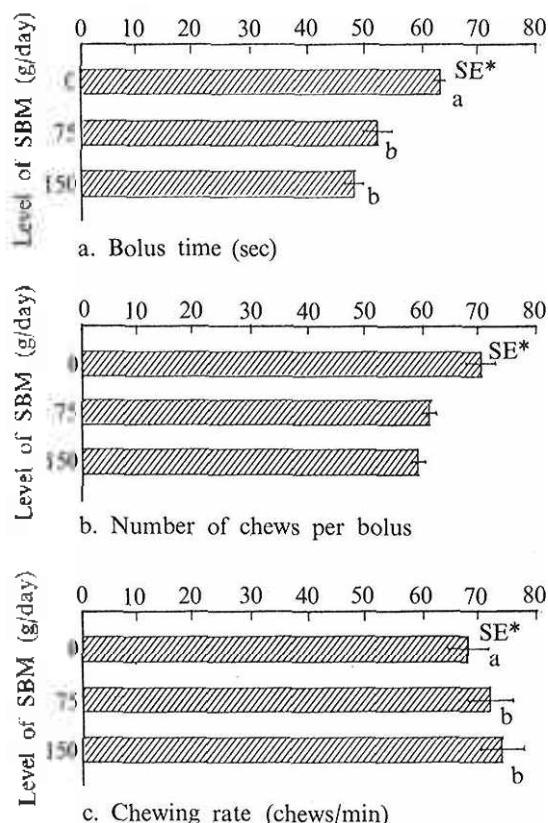 0 10 20 30 40 50 60 70 80
Level of SBM (g/day)
0
SE*
a
75
b
150
b
a. Bolus time (sec)
0 10 20 30 40 50 60 70 80
Level of SBM (g/day)
0
SE*
75
150
b. Number of chews per bolus
0 10 20 30 40 50 60 70 80
Level of SBM (g/day)
0
SE*
a
75
b
150
b
c. Chewing rate (chews/min)